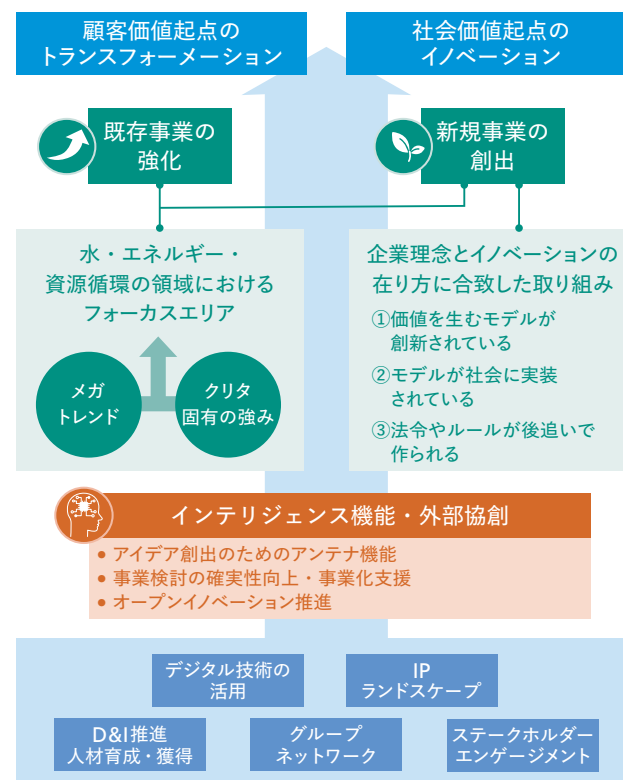 顧客価値起点の
トランスフォーメーション
社会価値起点の
イノベーション
既存事業の
強化
新規事業の
創出
水・エネルギー・
資源循環の領域における
フォーカスエリア
メガ
トレンド
クリタ
固有の強み
企業理念とイノベーションの
在り方に合致した取り組み
①価値を生むモデルが
創新されている
②モデルが社会に実装
されている
③法令やルールが後追いで
作られる
インテリジェンス機能・外部協創
• アイデア創出のためのアンテナ機能
• 事業検討の確実性向上・事業化支援
• オープンイノベーション推進
デジタル技術の
活用
IP
ランドスケープ
D&I推進
人材育成・獲得
グループ
ネットワーク
ステークホルダー
エンゲージメント